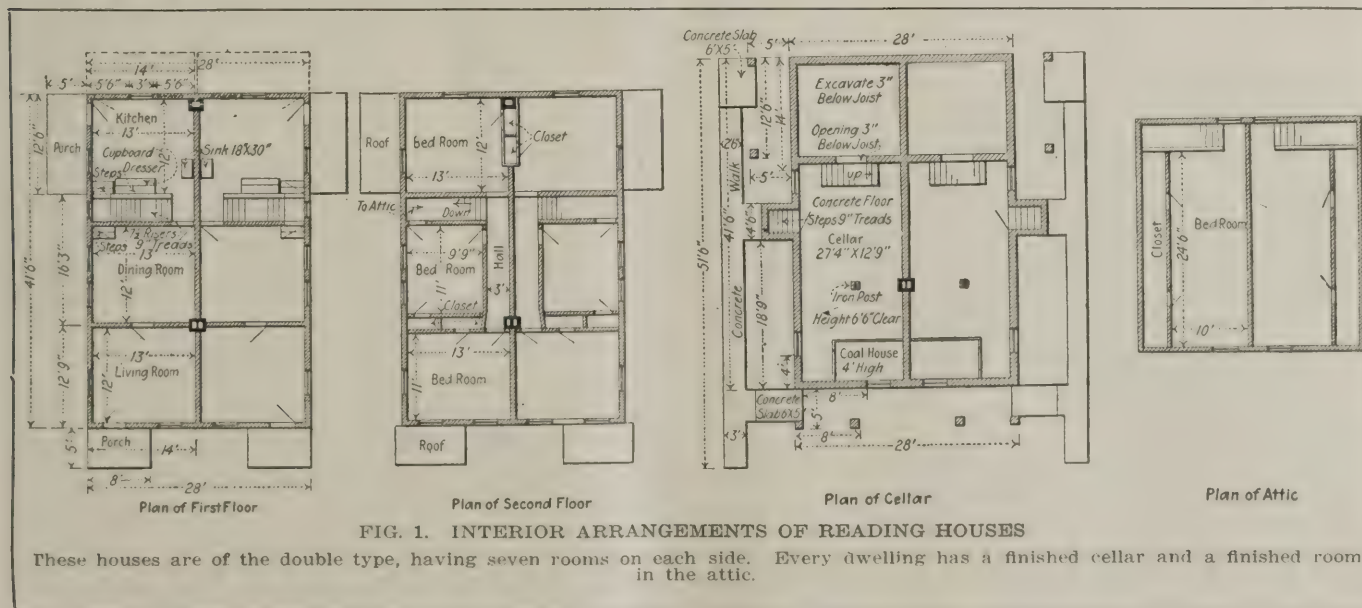 14'
28'
5'
5'6"
3'
5'6"
Kitchen
12'
13'
12'6"
Porch
Cupboard
Dresser
12'
Sink 18"X30"
Steps
Steps 9" Treads
13'
Dining Room
12'
16'3"
41'6"
13'
Living Room
12'
12'9"
Porch
5'
14'
8'
28'
Plan of First Floor
Roof
Bed Room
12'
Closet
13'
To Attic
Down
9'9"
Bed Room
11'
Hall
3'
Closet
13'
Bed Room
11'
Roof
Plan of Second Floor
Concrete Slab
6'X5'
5'
28'
Excavate 3"
Below Joist
12'6"
14'
Opening 3"
Below Joist
Walk
5'
up
Concrete Floor
Steps 9" Treads
4'6"
Cellar
27'4" X 12'9"
41'6"
51'6"
Iron Post
Height 6'6" Clear
18'9"
Concrete
Coal House
4' High
4'
8'
Concrete
Slab 6X5'
5'
3'
8'
28'
Plan of Cellar
Closet
Bed Room
24'6"
10'
Plan of Attic
FIG. 1. INTERIOR ARRANGEMENTS OF READING HOUSES
These houses are of the double type, having seven rooms on each side. Every dwelling has a finished cellar and a finished room
in the attic.